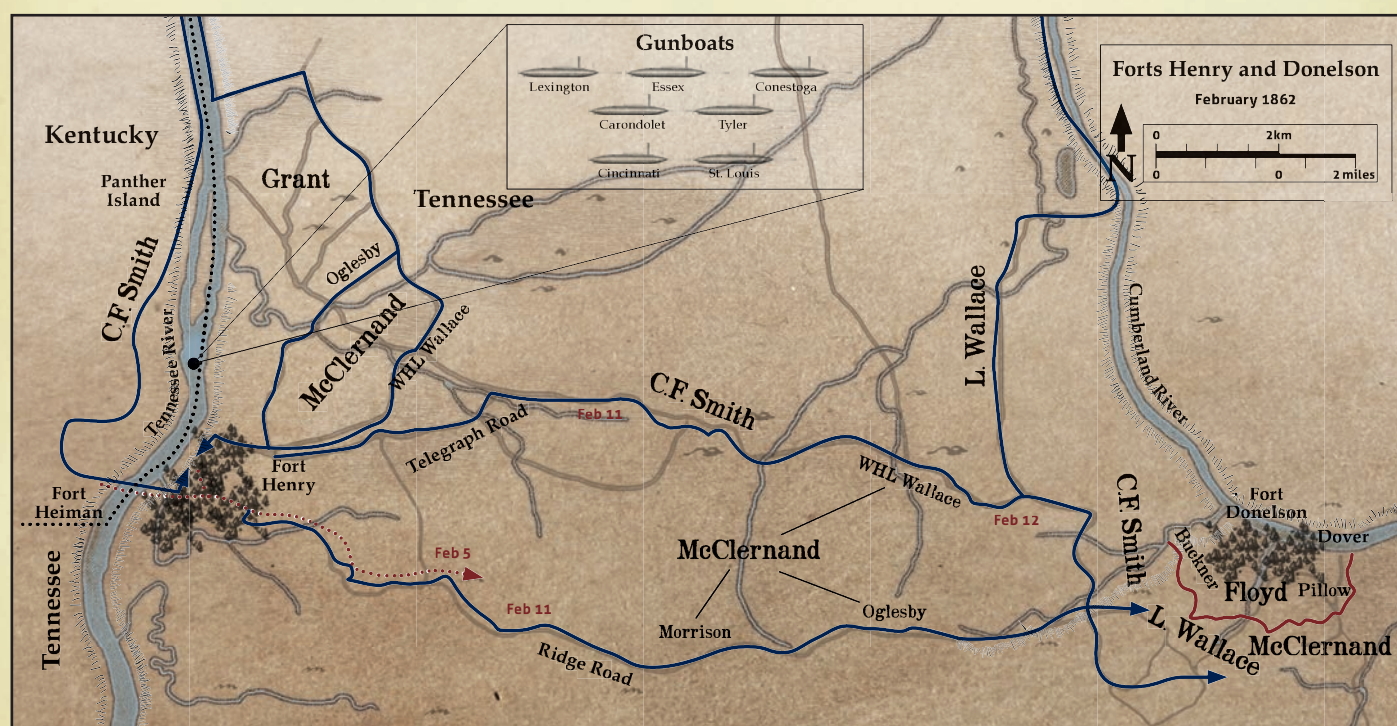 Gunboats
Lexington
Essex
Conestoga
Carondolet
Tyler
Cincinnati
St. Louis
Forts Henry and Donelson
February 1862
N
0
2km
0
0
2 miles
Kentucky
Panther
Island
Grant
Tennessee
C.F. Smith
Oglesby
McClernand
WHL Wallace
Tennessee River
L. Wallace
Cumberland River
C.F. Smith
Feb 11
Telegraph Road
Fort
Henry
WHL Wallace
Fort
Heiman
Feb 12
C.F. Smith
Fort
Donelson
Dover
Buckner
Floyd
Pillow
McClernand
Feb 5
Feb 11
Oglesby
Morrison
Ridge Road
L. Wallace
McClernand
Tennessee